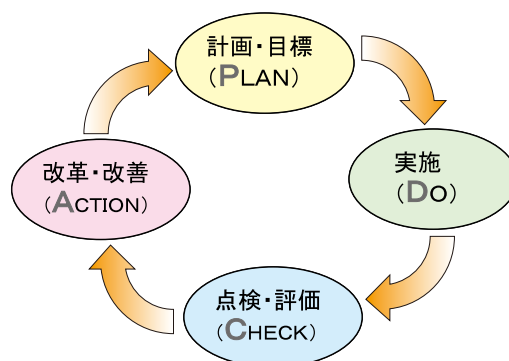 計画・目標
（PLAN）
実施
（DO）
点検・評価
（CHECK）
改革・改善
（ACTION）